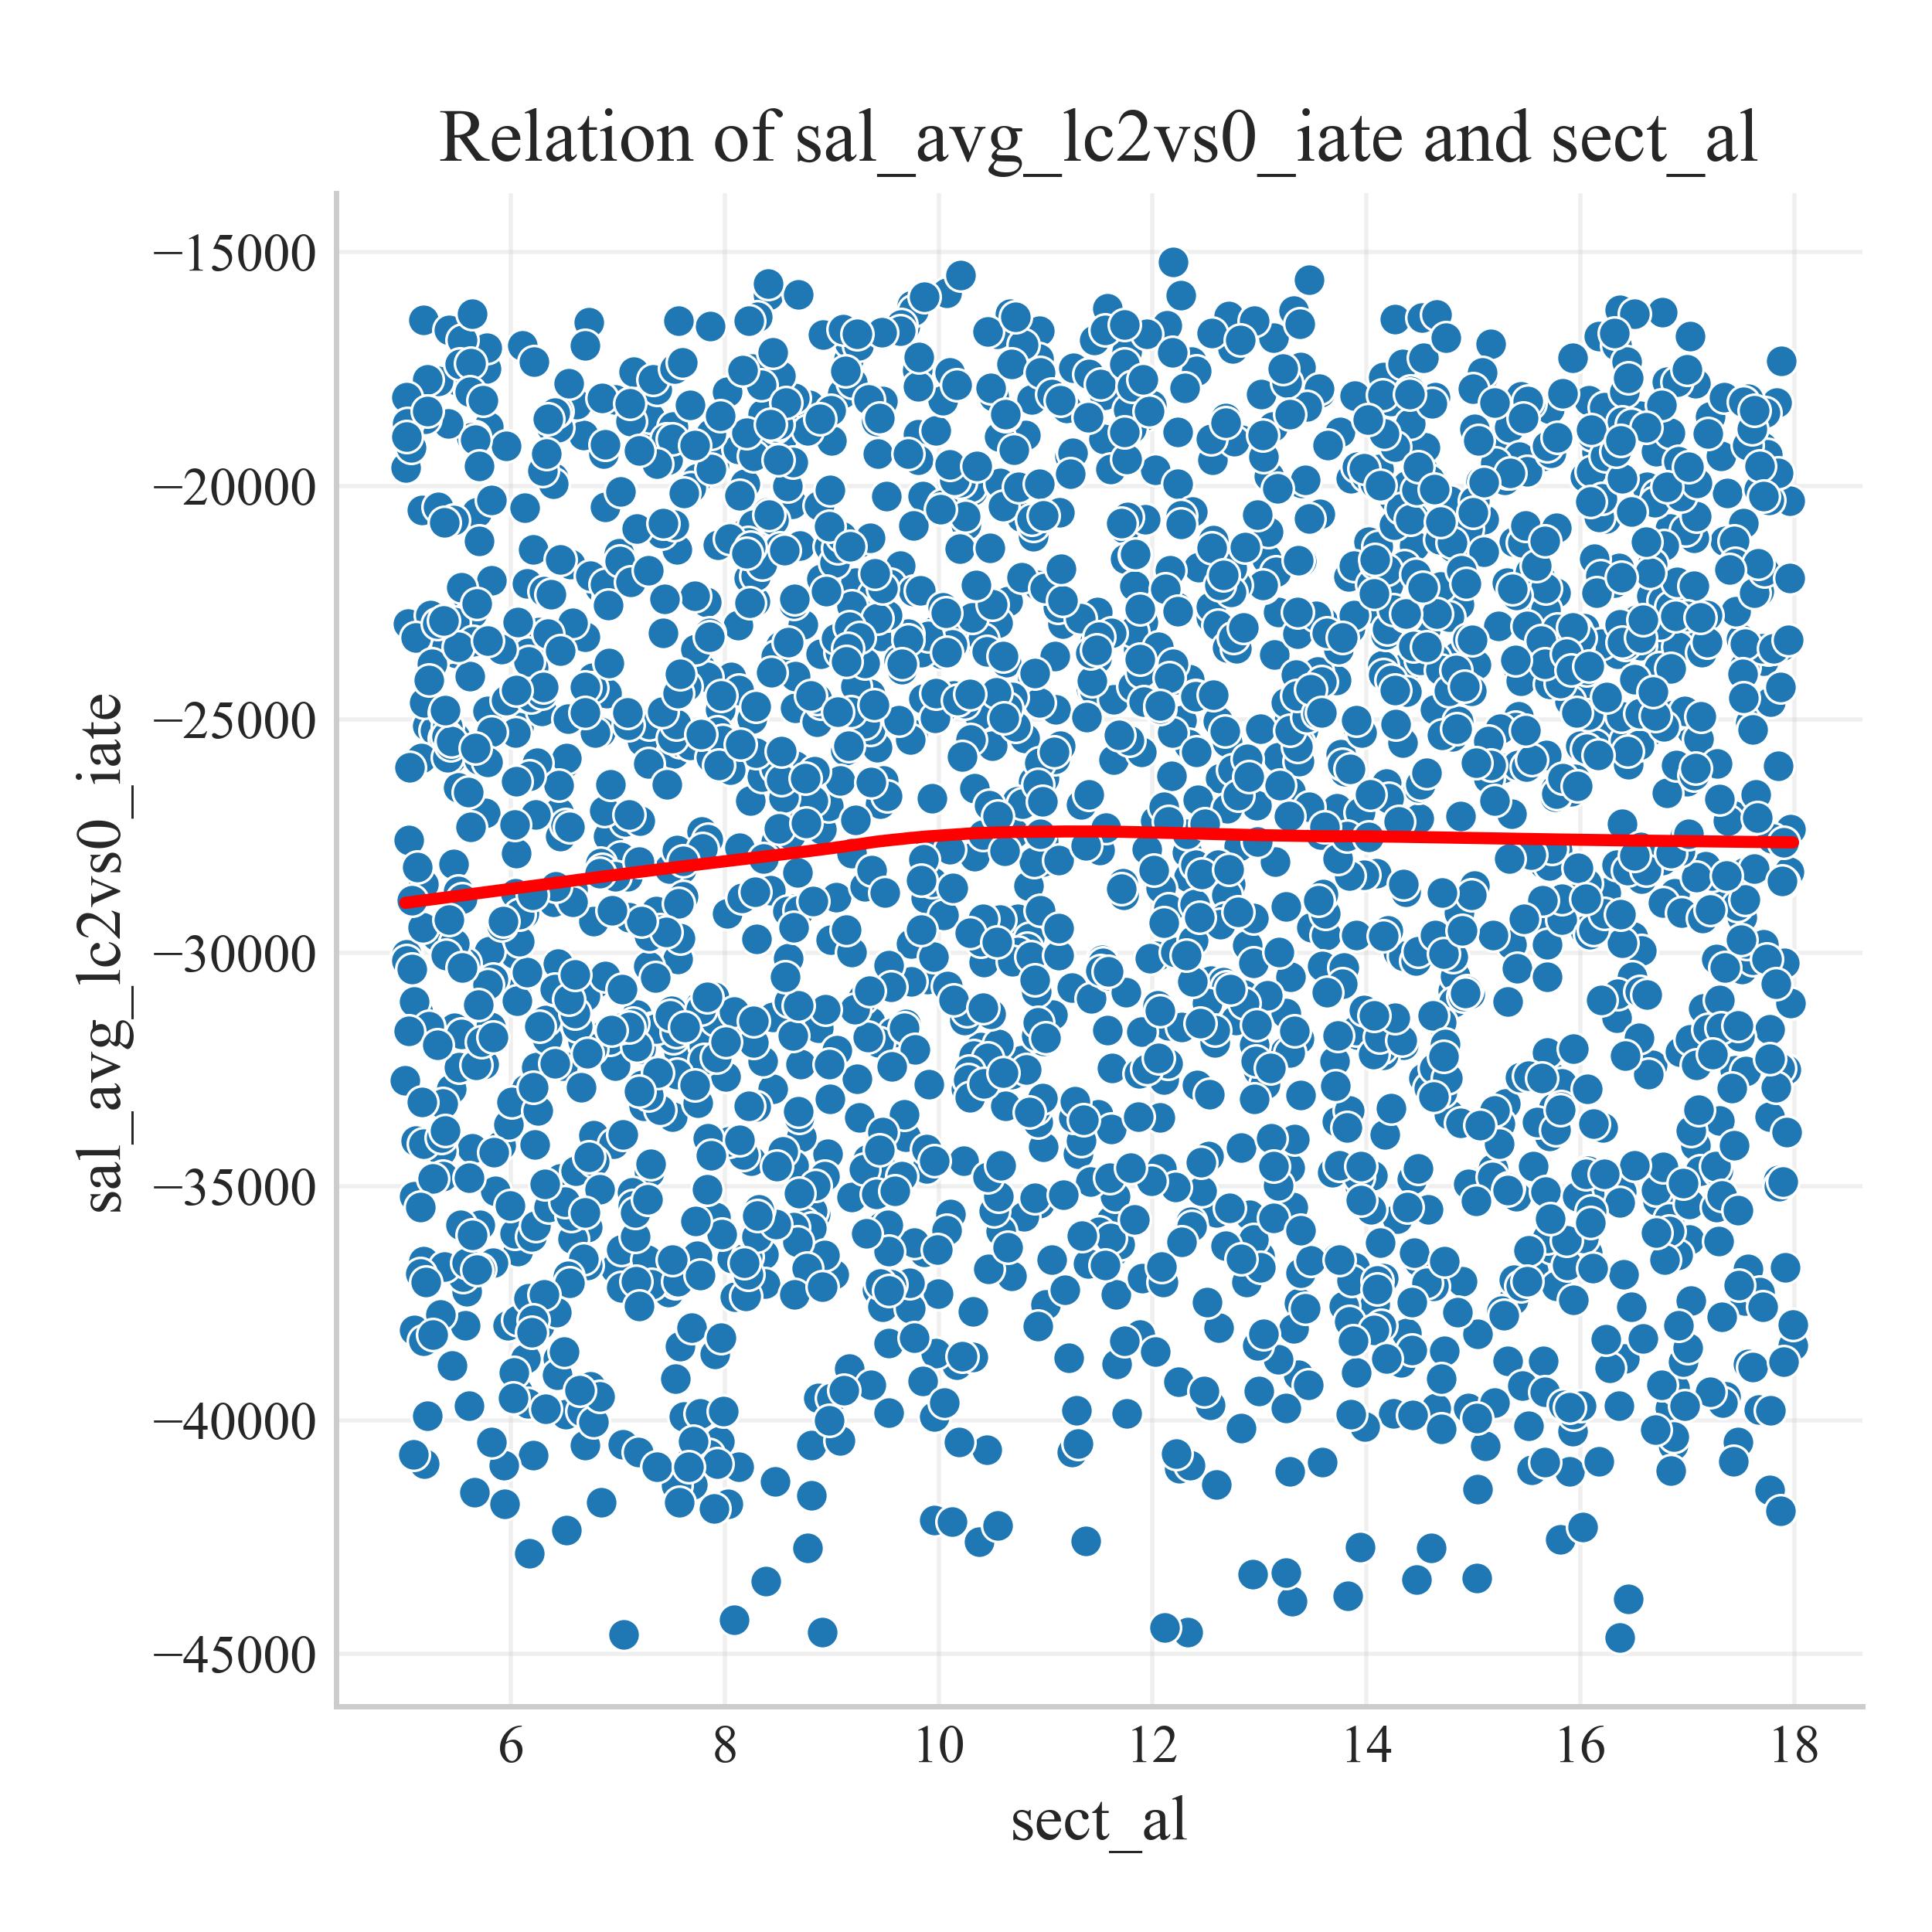 Relation of sal_avg_lc2vs0_iate and sect_al
−15000
−20000
−25000
−30000
−35000
−40000
−45000
sal_avg_lc2vs0_iate
6 8 10 12 14 16 18
sect_al